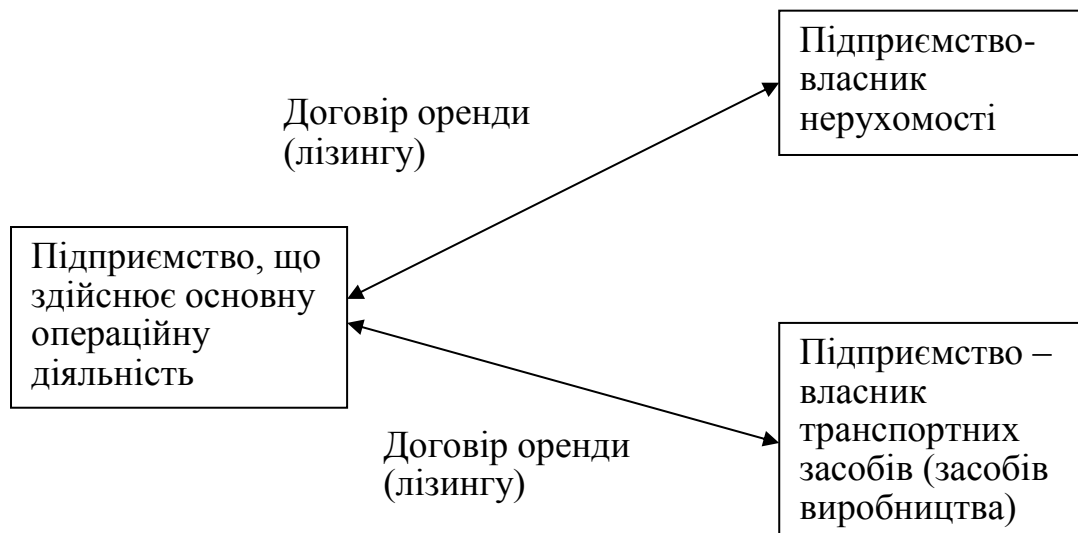 Підприємство-
власник
нерухомості
Договір оренди
(лізингу)
Підприємство, що
здійснює основну
операційну
діяльність
Підприємство –
власник
транспортних
засобів (засобів
виробництва)
Договір оренди
(лізингу)